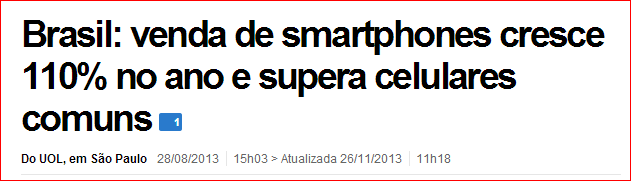 Brasil: venda de smartphones cresce
110% no ano e supera celulares
comuns 1
Do UOL, em São Paulo 28/08/2013 | 15h03 > Atualizada 26/11/2013 | 11h18